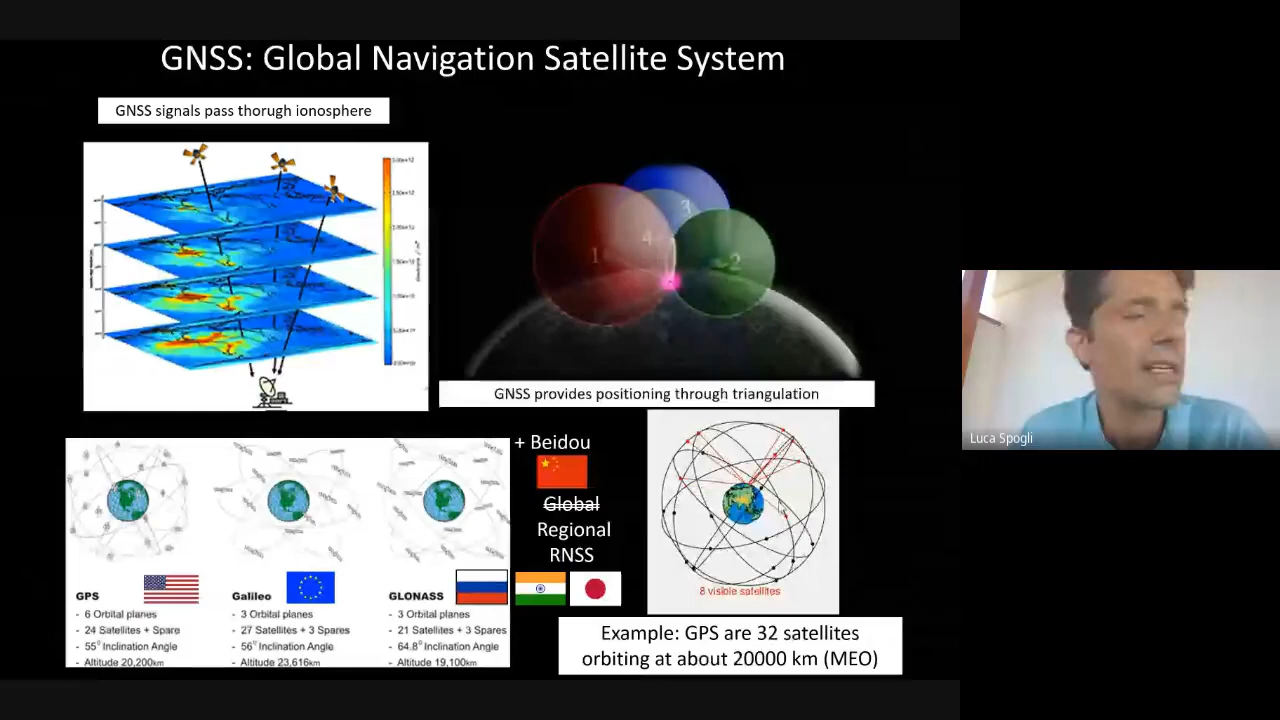 GNSS: Global Navigation Satellite System
GNSS signals pass thorugh ionosphere
1
2
3
4
GNSS provides positioning through triangulation
+ Beidou
Global
Regional
RNSS
8 visible satellites
Example: GPS are 32 satellites
orbiting at about 20000 km (MEO)
GPS
- 6 Orbital planes
- 24 Satellites + Spare
- 55° Inclination Angle
- Altitude 20,200km
Galileo
- 3 Orbital planes
- 27 Satellites + 3 Spares
- 56° Inclination Angle
- Altitude 23,616km
GLONASS
- 3 Orbital planes
- 21 Satellites + 3 Spares
- 64.8° Inclination Angle
- Altitude 19,100km
Luca Spogli